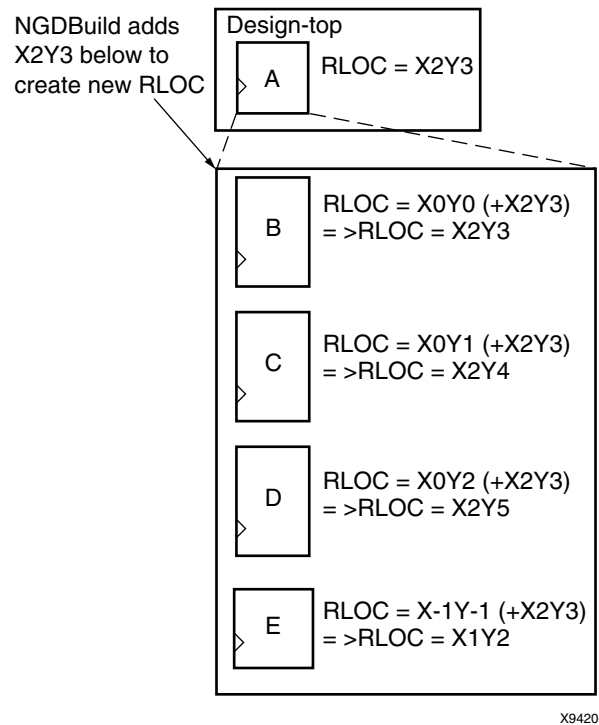 NGDBuild adds
X2Y3 below to
create new RLOC
Design-top
A
RLOC = X2Y3
B
RLOC = X0Y0 (+X2Y3)
= >RLOC = X2Y3
C
RLOC = X0Y1 (+X2Y3)
= >RLOC = X2Y4
D
RLOC = X0Y2 (+X2Y3)
= >RLOC = X2Y5
E
RLOC = X-1Y-1 (+X2Y3)
= >RLOC = X1Y2
X9420